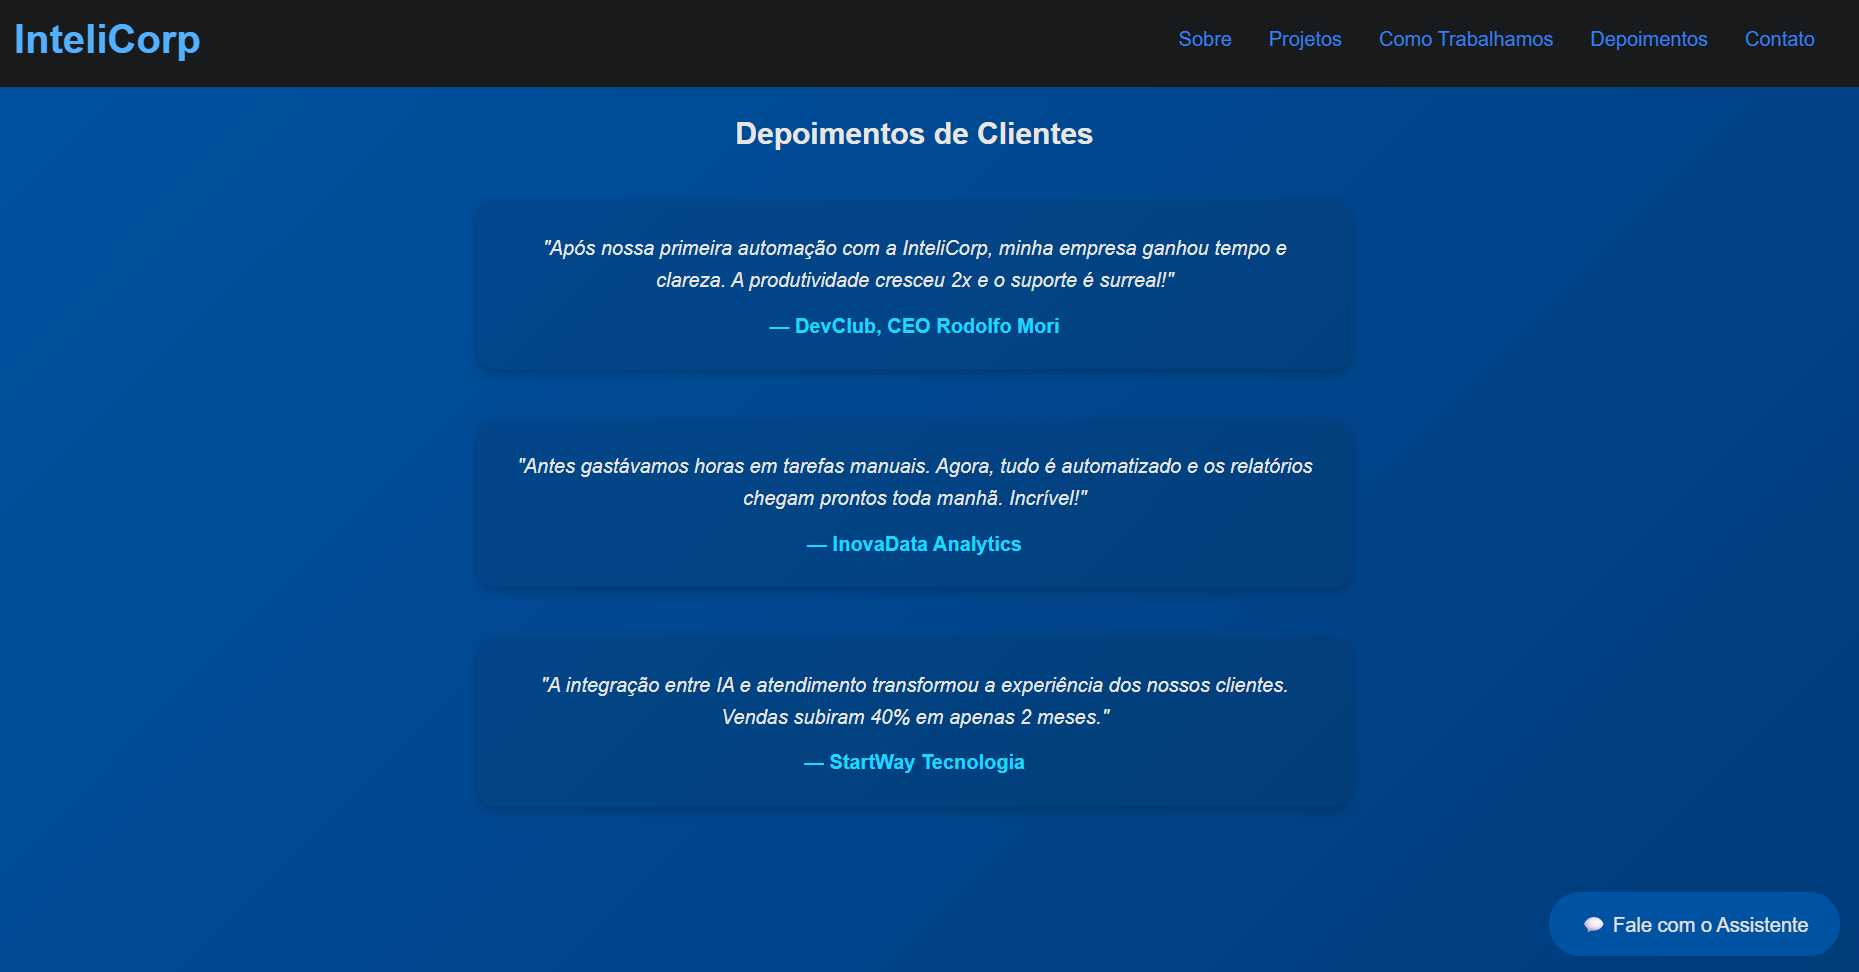 InteliCorp
Sobre
Projetos
Como Trabalhamos
Depoimentos
Contato
Depoimentos de Clientes
"Após nossa primeira automação com a InteliCorp, minha empresa ganhou tempo e
clareza. A produtividade cresceu 2x e o suporte é surreal!"
— DevClub, CEO Rodolfo Mori
"Antes gastávamos horas em tarefas manuais. Agora, tudo é automatizado e os relatórios
chegam prontos toda manhã. Incrível!"
— InovaData Analytics
"A integração entre IA e atendimento transformou a experiência dos nossos clientes.
Vendas subiram 40% em apenas 2 meses."
— StartWay Tecnologia
Fale com o Assistente